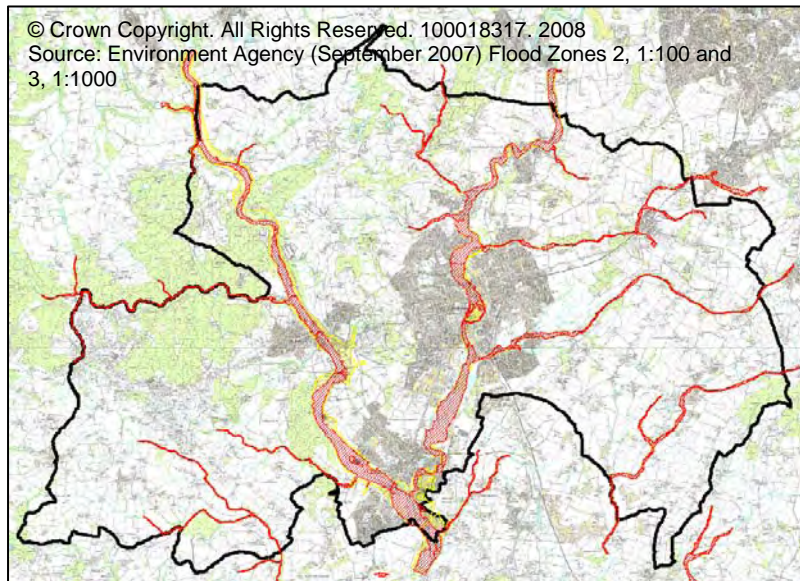 © Crown Copyright. All Rights Reserved. 100018317. 2008
Source: Environment Agency (September 2007) Flood Zones 2, 1:100 and
3, 1:1000